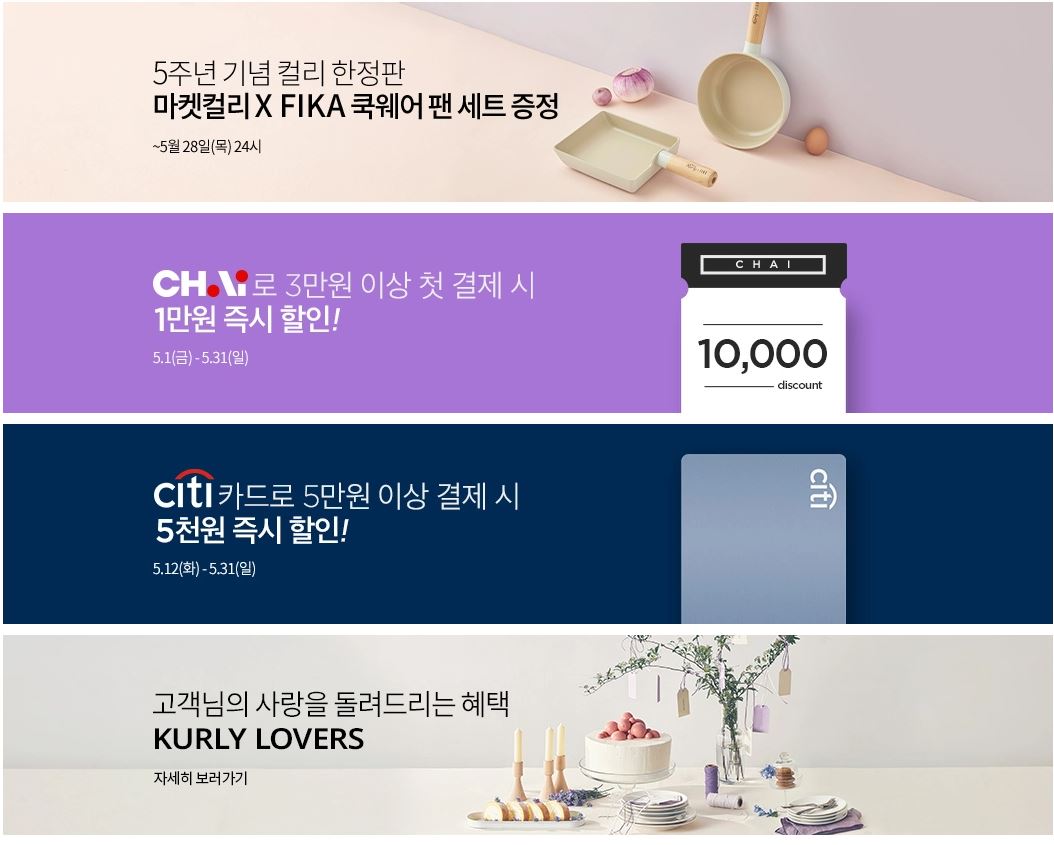 5주년 기념 컬리 한정판
마켓컬리 X FIKA 쿡웨어 팬 세트 증정
~5월 28일(목) 24시
CHAI로 3만원 이상 첫 결제 시
1만원 즉시 할인!
5.1(금) - 5.31(일)
CHAI
10,000
discount
citi 카드로 5만원 이상 결제 시
5천원 즉시 할인!
5.12(화) - 5.31(일)
citi
고객님의 사랑을 돌려드리는 혜택
KURLY LOVERS
자세히 보러가기